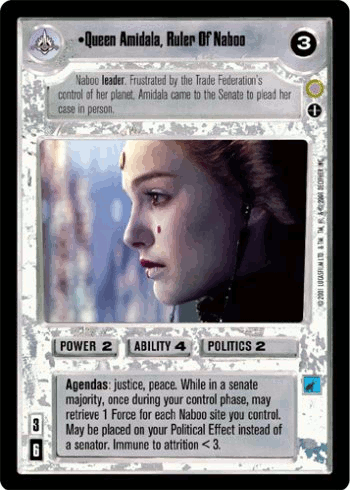 •Queen Amidala, Ruler Of Naboo
3
Naboo leader. Frustrated by the Trade Federation's
control of her planet, Amidala came to the Senate to plead her
case in person.
POWER 2 ABILITY 4 POLITICS 2
Agendas: justice, peace. While in a senate
majority, once during your control phase, may
retrieve 1 Force for each Naboo site you control.
May be placed on your Political Effect instead of
a senator. Immune to attrition < 3.
3
6